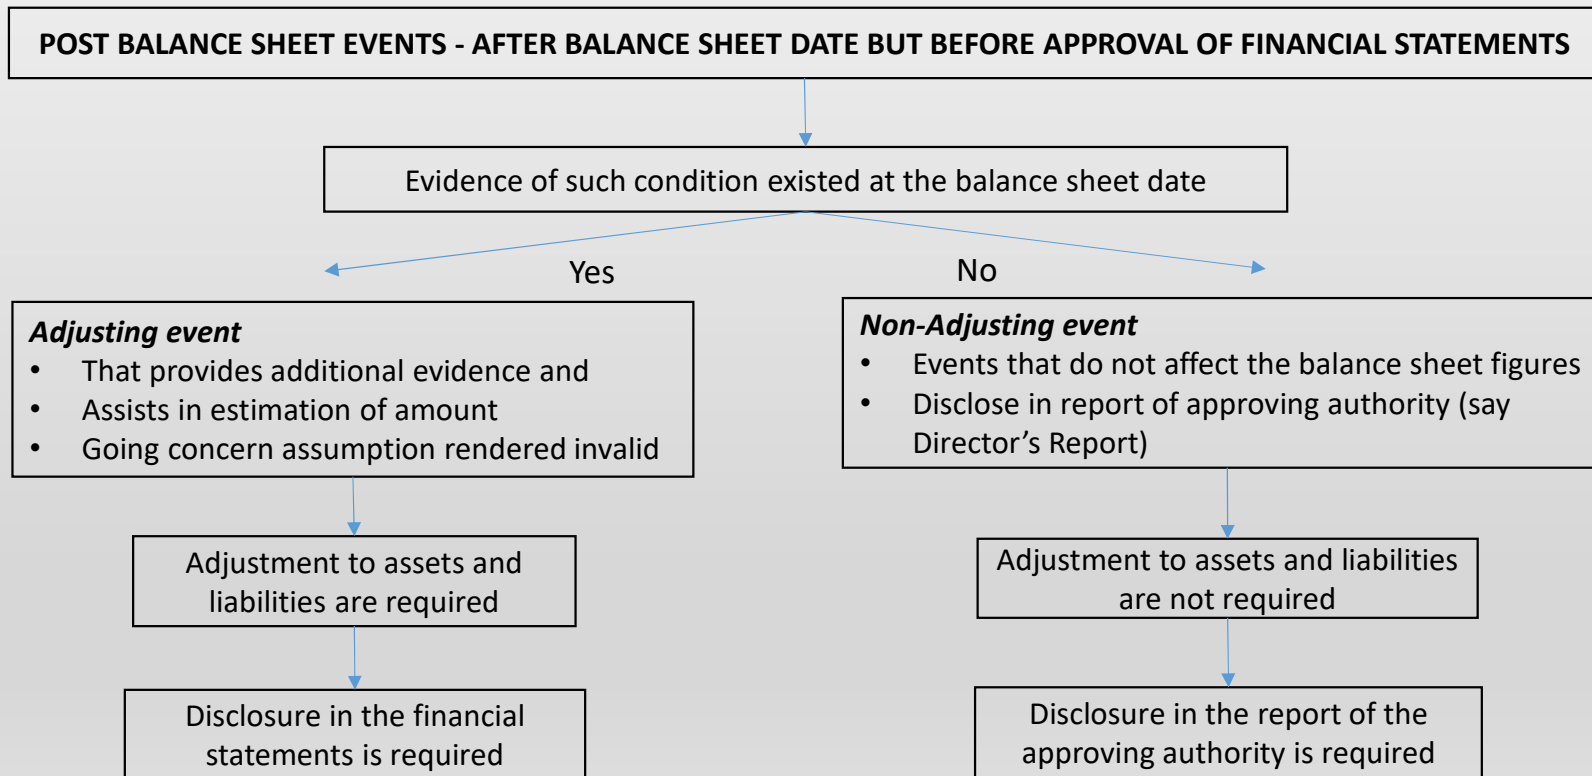 POST BALANCE SHEET EVENTS - AFTER BALANCE SHEET DATE BUT BEFORE APPROVAL OF FINANCIAL STATEMENTS
Evidence of such condition existed at the balance sheet date
Yes
No
Adjusting event
• That provides additional evidence and
• Assists in estimation of amount
• Going concern assumption rendered invalid
Non-Adjusting event
• Events that do not affect the balance sheet figures
• Disclose in report of approving authority (say
Director’s Report)
Adjustment to assets and
liabilities are required
Adjustment to assets and liabilities
are not required
Disclosure in the financial
statements is required
Disclosure in the report of the
approving authority is required